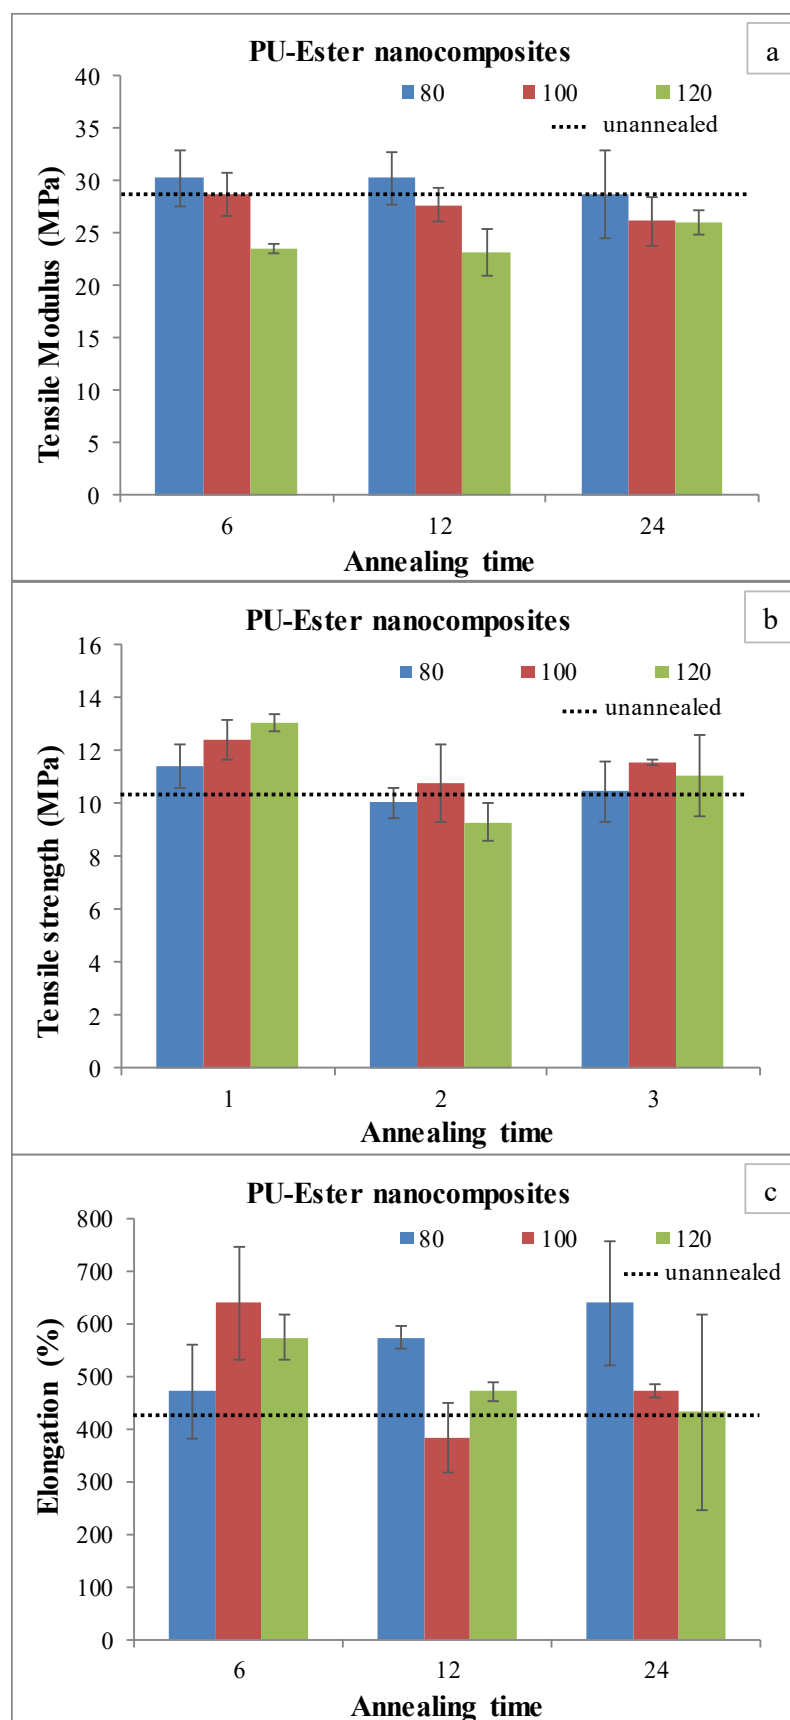 PU-Ester nanocomposites
a
80 100 120
unannealed
Tensile Modulus (MPa)
40
35
30
25
20
15
10
5
0
6 12 24
Annealing time
PU-Ester nanocomposites
b
80 100 120
unannealed
Tensile strength (MPa)
16
14
12
10
8
6
4
2
0
1 2 3
Annealing time
PU-Ester nanocomposites
c
80 100 120
unannealed
Elongation (%)
800
700
600
500
400
300
200
100
0
6 12 24
Annealing time